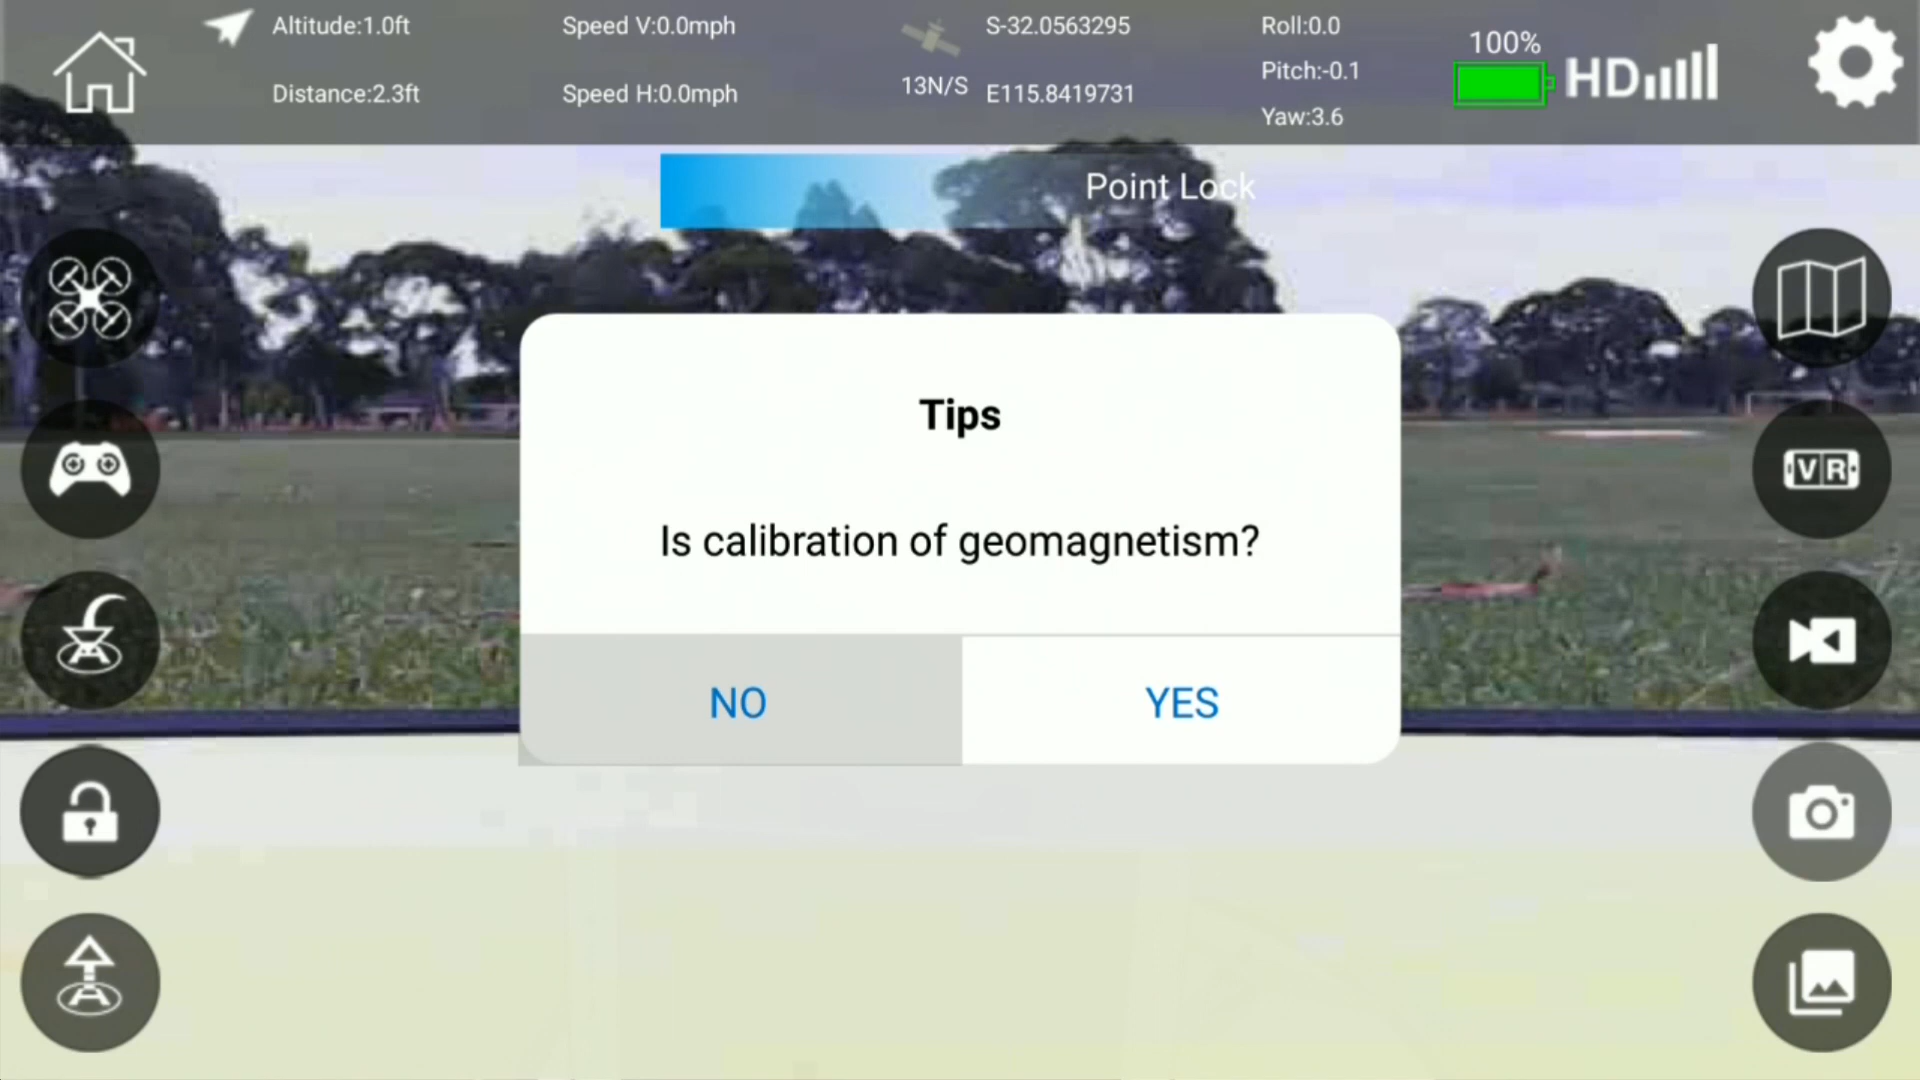 Altitude:1.0ft
Speed V:0.0mph
S-32.0563295
Roll:0.0
100%
Distance:2.3ft
Speed H:0.0mph
13N/S
E115.8419731
Pitch:-0.1
HD
Yaw:3.6
Point Lock
Tips
Is calibration of geomagnetism?
NO
YES
VR